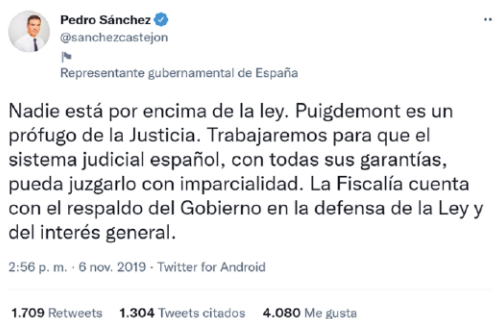 Pedro Sánchez
@sanchezcastejon
Representante gubernamental de España
Nadie está por encima de la ley. Puigdemont es un
prófugo de la Justicia. Trabajaremos para que el
sistema judicial español, con todas sus garantías,
pueda juzgarlo con imparcialidad. La Fiscalía cuenta
con el respaldo del Gobierno en la defensa de la Ley y
del interés general.
2:56 p. m. · 6 nov. 2019 · Twitter for Android
1.709 Retweets 1.304 Tweets citados 4.080 Me gusta